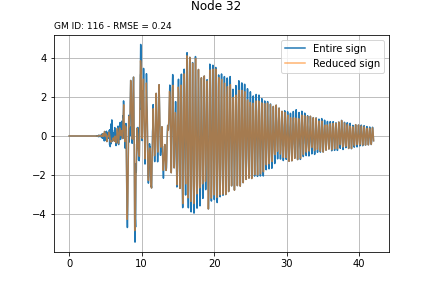 Node 32
GM ID: 116 - RMSE = 0.24
Entire sign
Reduced sign
4
2
0
−2
−4
0 10 20 30 40